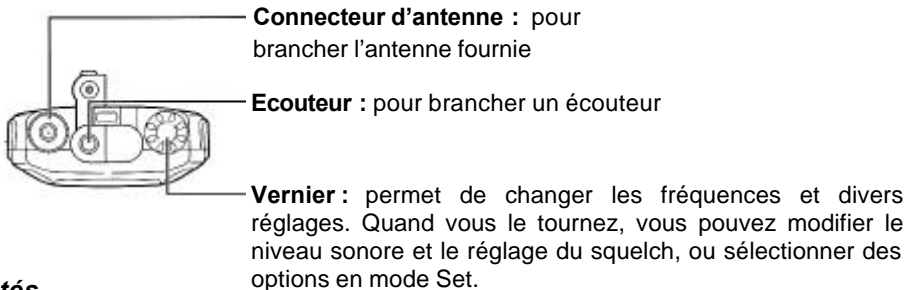 Connecteur d'antenne : pour
brancher l'antenne fournie
Ecouteur : pour brancher un écouteur
Vernier : permet de changer les fréquences et divers
réglages. Quand vous le tournez, vous pouvez modifier le
niveau sonore et le réglage du squelch, ou sélectionner des
options en mode Set.